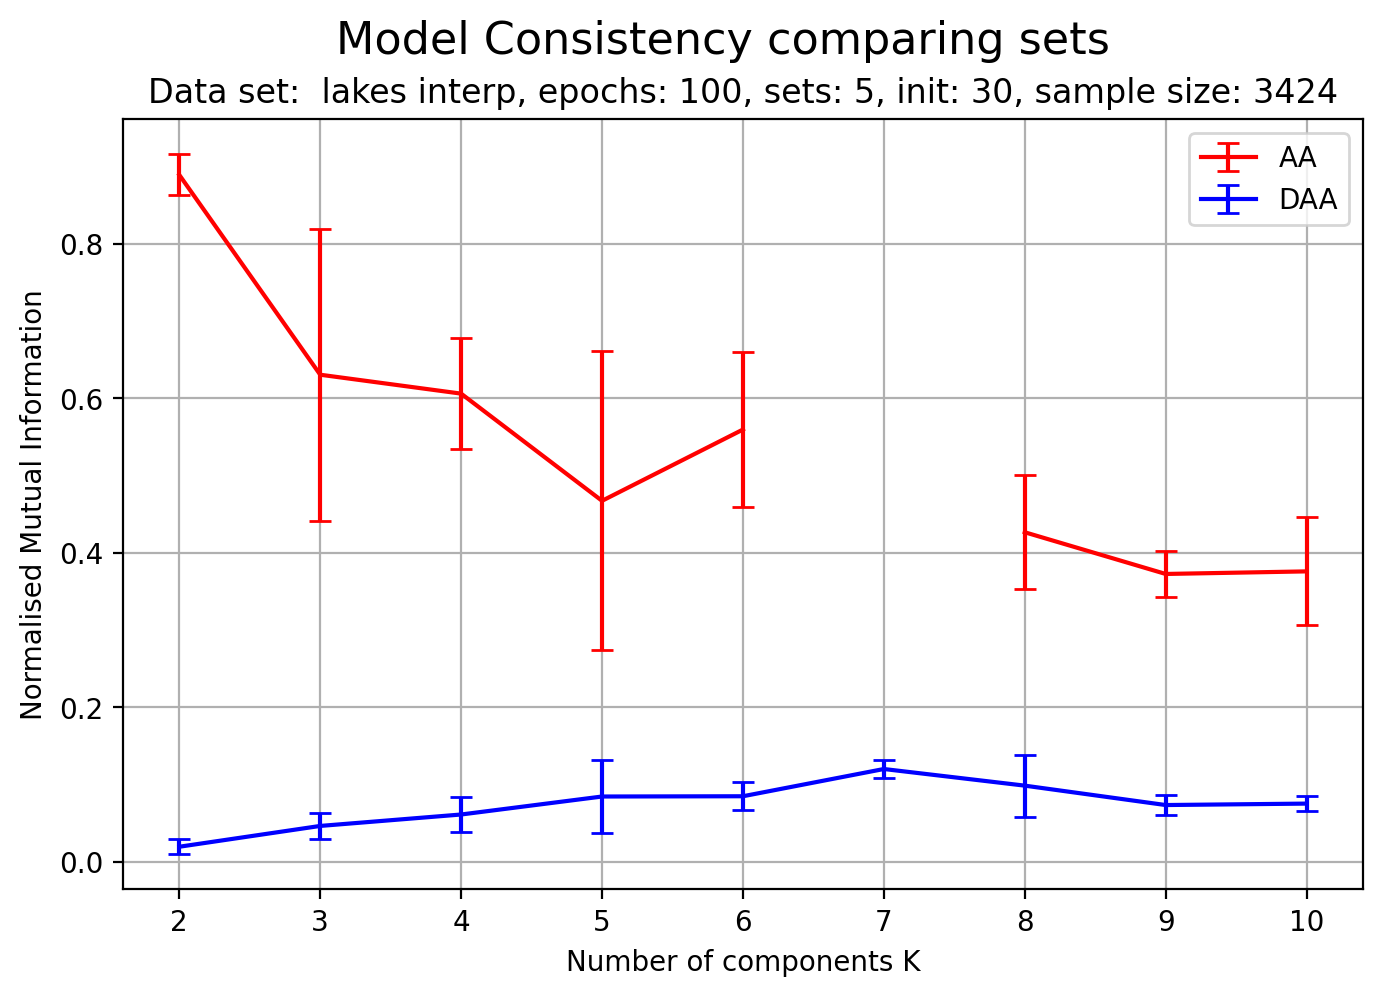 Model Consistency comparing sets
Data set:  lakes interp, epochs: 100, sets: 5, init: 30, sample size: 3424
AA
DAA
Normalised Mutual Information
0.8
0.6
0.4
0.2
0.0
2 3 4 5 6 7 8 9 10
Number of components K